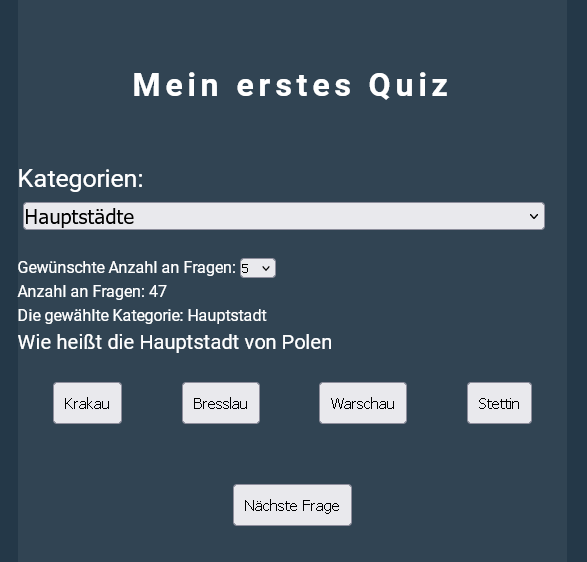 Mein erstes Quiz
Kategorien:
Hauptstädte
Gewünschte Anzahl an Fragen: 5
Anzahl an Fragen: 47
Die gewählte Kategorie: Hauptstadt
Wie heißt die Hauptstadt von Polen
Krakau Bresslau Warschau Stettin
Nächste Frage